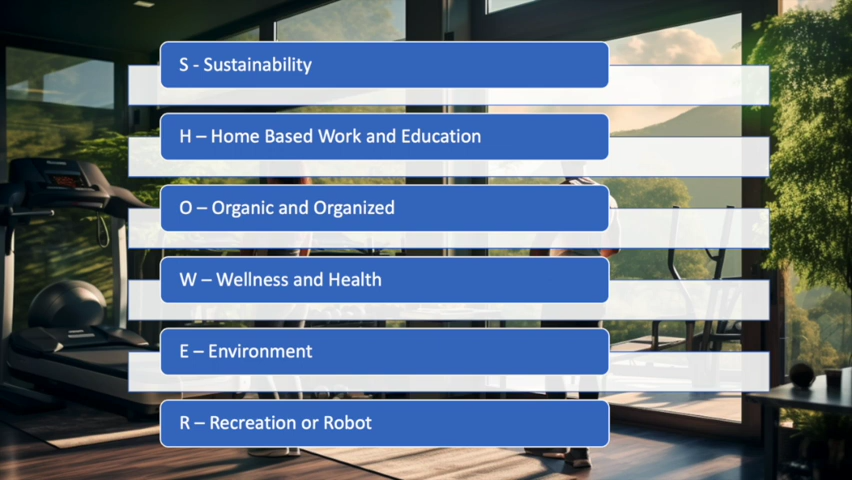 S - Sustainability
H – Home Based Work and Education
O – Organic and Organized
W – Wellness and Health
E – Environment
R – Recreation or Robot